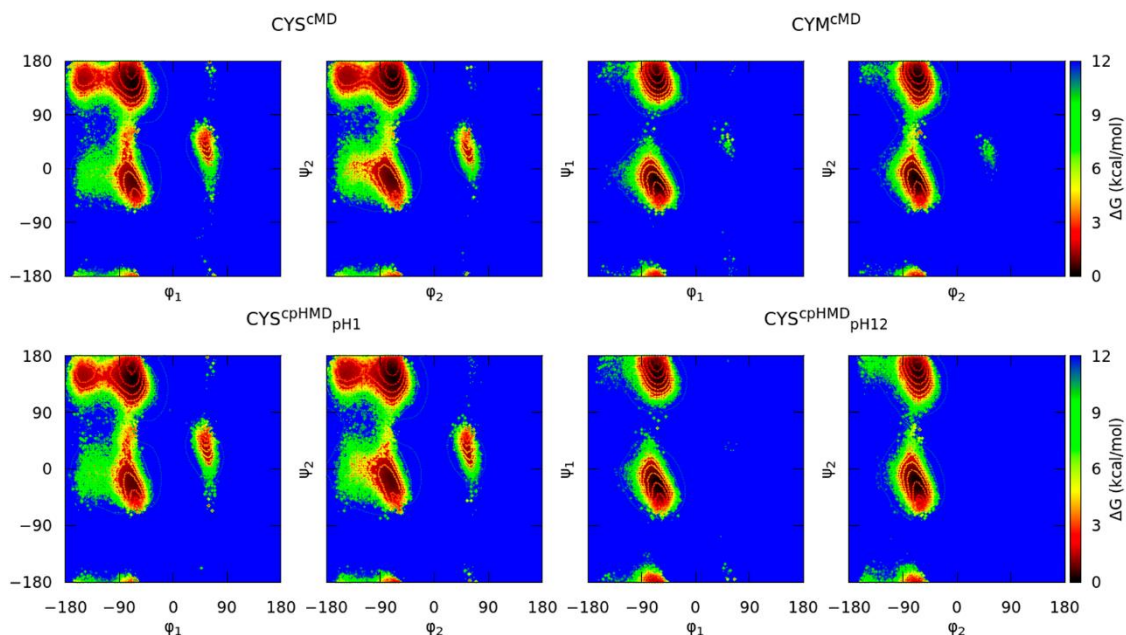 CYS^cMD CYM^cMD
180 90 0 −90 −180
ψ₂ ψ₁ ψ₂
12 9 6 3 0
ΔG (kcal/mol)
φ₁ φ₂ φ₁ φ₂
CYS^cpHMD_pH1 CYS^cpHMD_pH12
180 90 0 −90 −180
ψ₂ ψ₁ ψ₂
12 9 6 3 0
ΔG (kcal/mol)
−180 −90 0 90 180 −90 0 90 180 −180 −90 0 90 180 −90 0 90 180
φ₁ φ₂ φ₁ φ₂